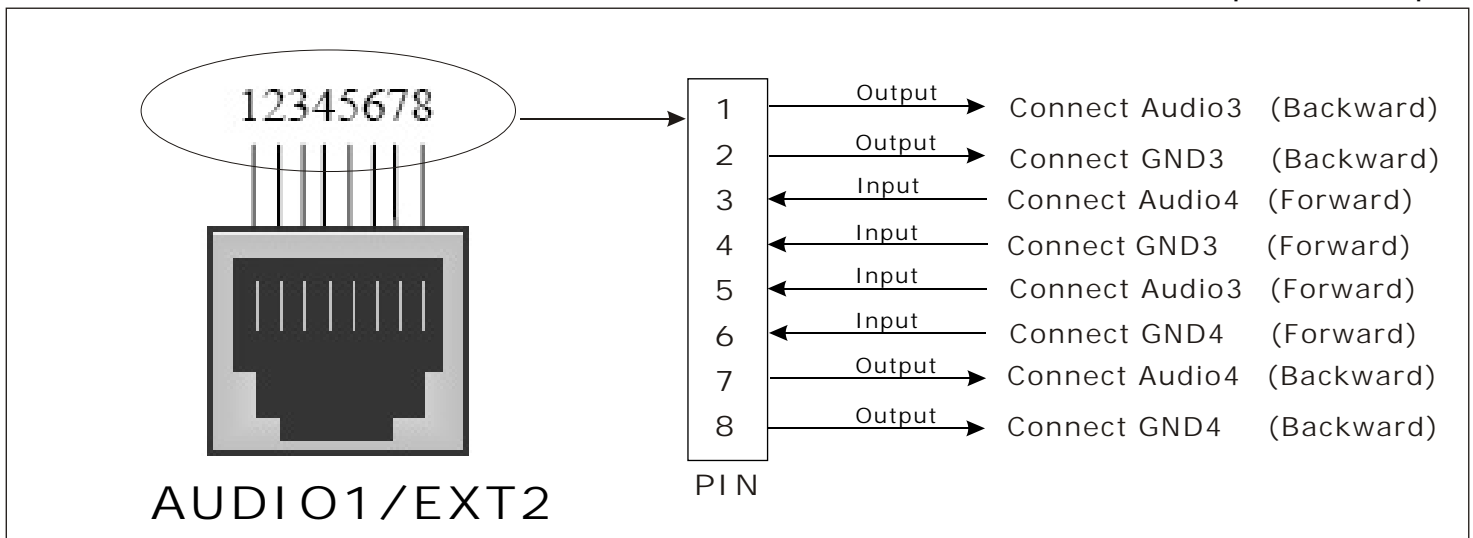 12345678
1 Output Connect Audio3 (Backward)
2 Output Connect GND3 (Backward)
3 Input Connect Audio4 (Forward)
4 Input Connect GND3 (Forward)
5 Input Connect Audio3 (Forward)
6 Input Connect GND4 (Forward)
7 Output Connect Audio4 (Backward)
8 Output Connect GND4 (Backward)
PIN
AUDIO1/EXT2